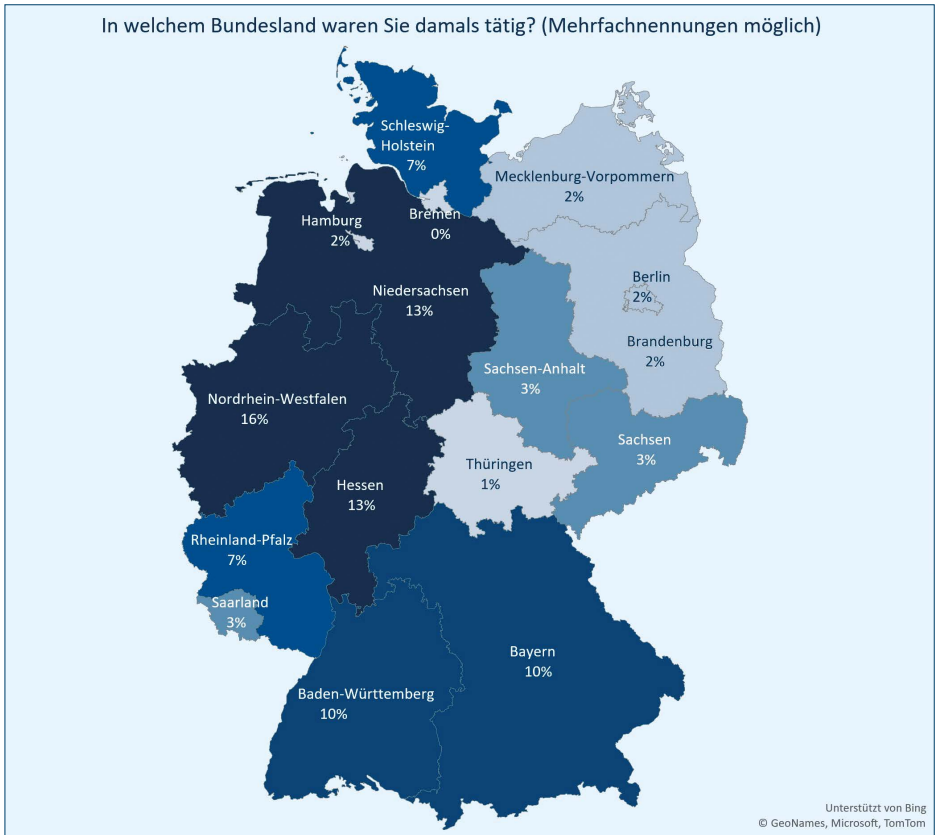 In welchem Bundesland waren Sie damals tätig? (Mehrfachnennungen möglich)
Schleswig-
Holstein
7%
Mecklenburg-Vorpommern
2%
Hamburg
2%
Bremen
0%
Niedersachsen
13%
Berlin
2%
Brandenburg
2%
Sachsen-Anhalt
3%
Nordrhein-Westfalen
16%
Sachsen
3%
Thüringen
1%
Hessen
13%
Rheinland-Pfalz
7%
Saarland
3%
Bayern
10%
Baden-Württemberg
10%
Unterstützt von Bing
© GeoNames, Microsoft, TomTom